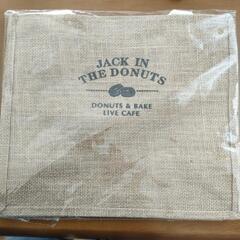 JACK IN
THE DONUTS
DONUTS & BAKE
LIVE CAFE